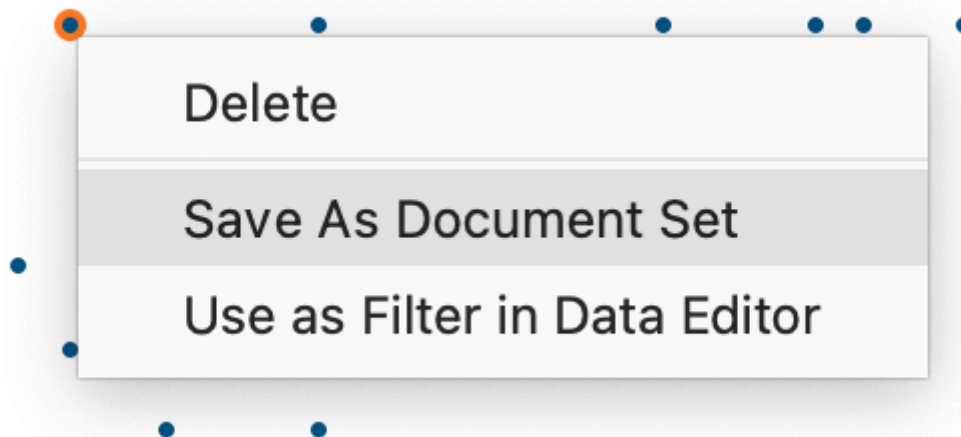 Delete
Save As Document Set
Use as Filter in Data Editor